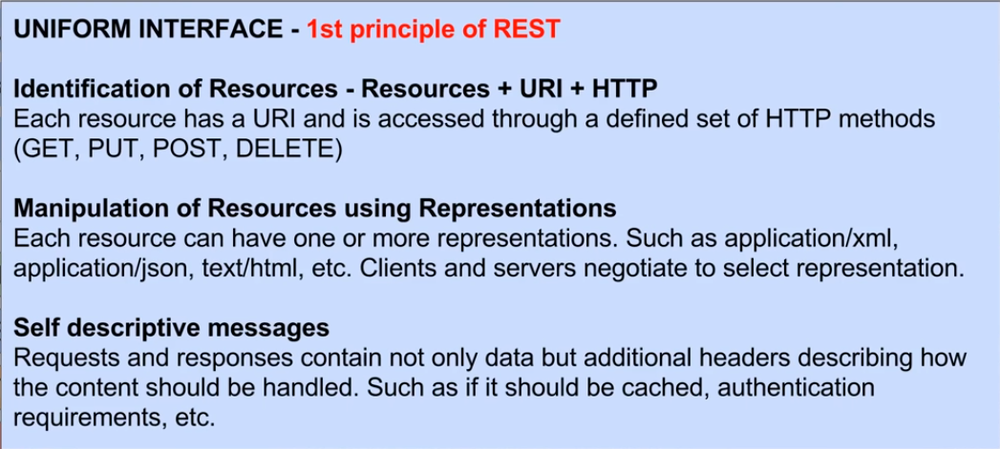 UNIFORM INTERFACE - 1st principle of REST
Identification of Resources - Resources + URI + HTTP
Each resource has a URI and is accessed through a defined set of HTTP methods
(GET, PUT, POST, DELETE)
Manipulation of Resources using Representations
Each resource can have one or more representations. Such as application/xml,
application/json, text/html, etc. Clients and servers negotiate to select representation.
Self descriptive messages
Requests and responses contain not only data but additional headers describing how
the content should be handled. Such as if it should be cached, authentication
requirements, etc.